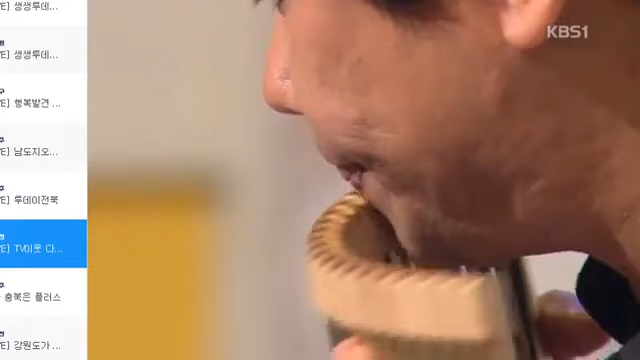 E] 생생투데...
E] 생생투데...
E] 행복발견 ...
E] 남도지오...
E] 투데이전북
E] TV이웃 다...
충북은 플러스
E] 강원도가 ...
KBS1